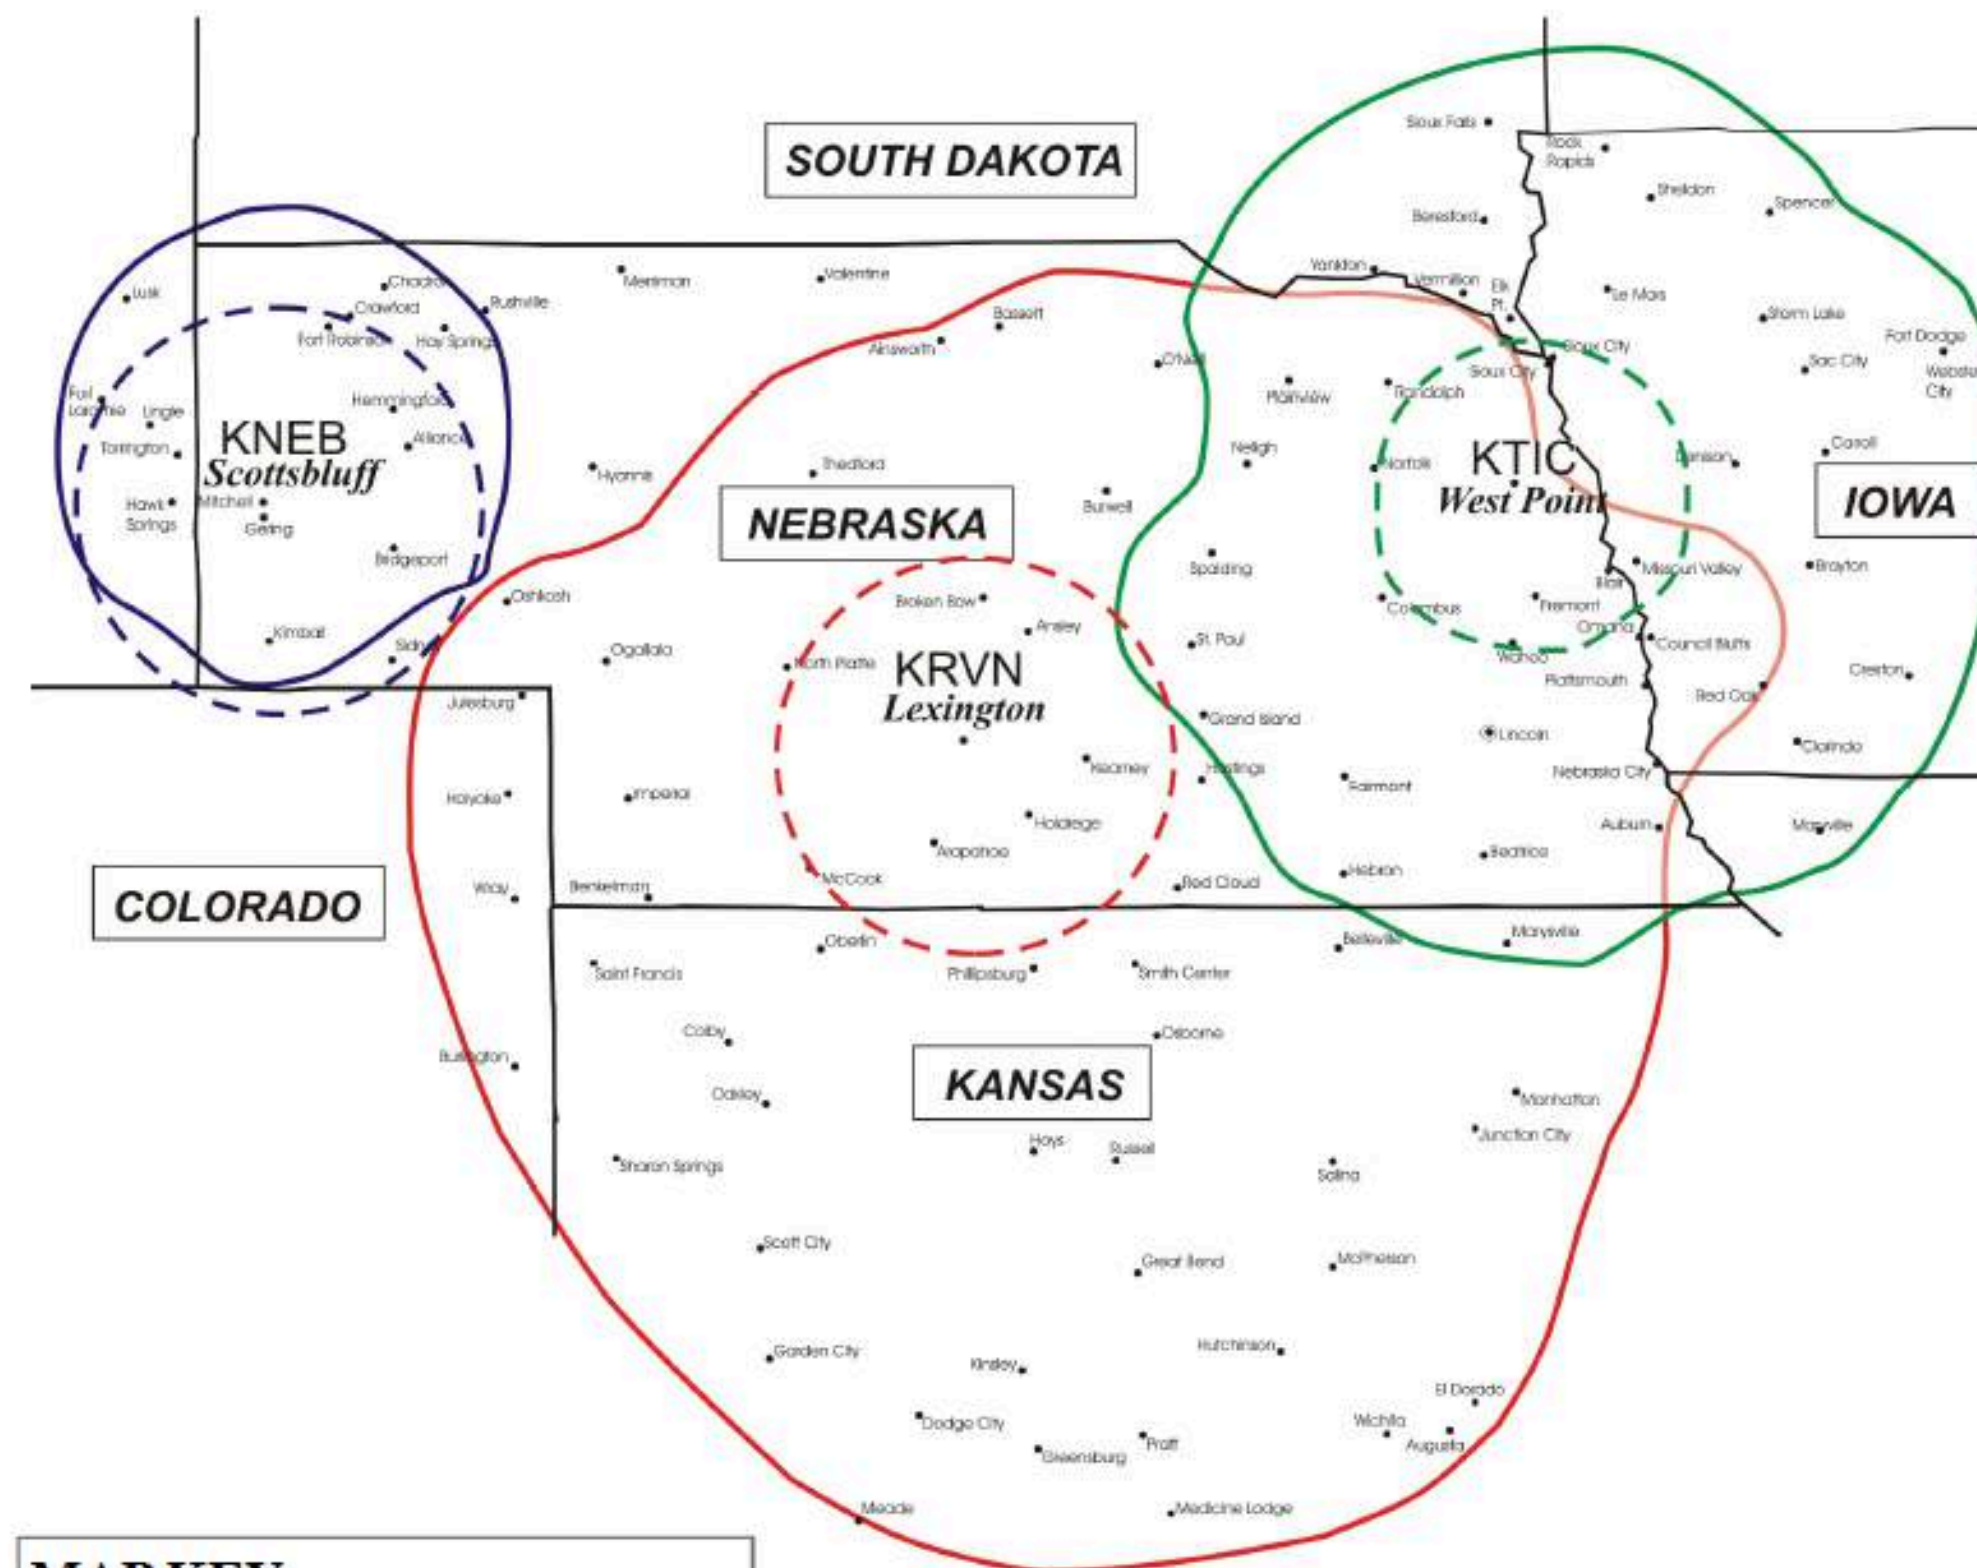 SOUTH DAKOTA
Sioux Falls
Rock
Rapids
Sheldon
Spencer
Beresford
Yankton
Vermillion
Elk
Pt.
Le Mars
Storm Lake
Fort Dodge
Sac City
Webster
City
Lusk
Chadron
Crawford
Rushville
Fort Robinson
Hay Springs
Merriman
Valentine
Bassett
Ainsworth
O'Neill
Plainview
Randolph
Sioux City
Sioux City
Fort
Laramie
Lingle
Hemmingford
Torrington
Alliance
KNEB
Scottsbluff
Hawk
Springs
Mitchell
Gering
Bridgeport
Kimball
Sidney
Hyannis
Thedford
Burwell
Neligh
Norfolk
KTIC
West Point
Denison
Carroll
IOWA
NEBRASKA
Spalding
Missouri Valley
Blair
Brayton
Oshkosh
Broken Bow
Ansley
Columbus
Fremont
Omaha
Council Bluffs
Ogallala
North Platte
St. Paul
Wahoo
Plattsmouth
Red Oak
Creston
KRVN
Lexington
Julesburg
Grand Island
Lincoln
Clarinda
Nebraska City
Kearney
Hastings
Fairmont
Holyoke
Imperial
Holdrege
Auburn
Maryville
Arapahoe
Beatrice
McCook
Hebron
Red Cloud
Wray
Benkelman
COLORADO
Oberlin
Belleville
Marysville
Saint Francis
Phillipsburg
Smith Center
Colby
Osborne
Burlington
KANSAS
Oakley
Manhattan
Junction City
Hays
Russell
Sharon Springs
Salina
Scott City
Great Bend
McPherson
Garden City
Kinsley
Hutchinson
El Dorado
Dodge City
Wichita
Augusta
Greensburg
Pratt
Meade
Medicine Lodge
MAP KEY